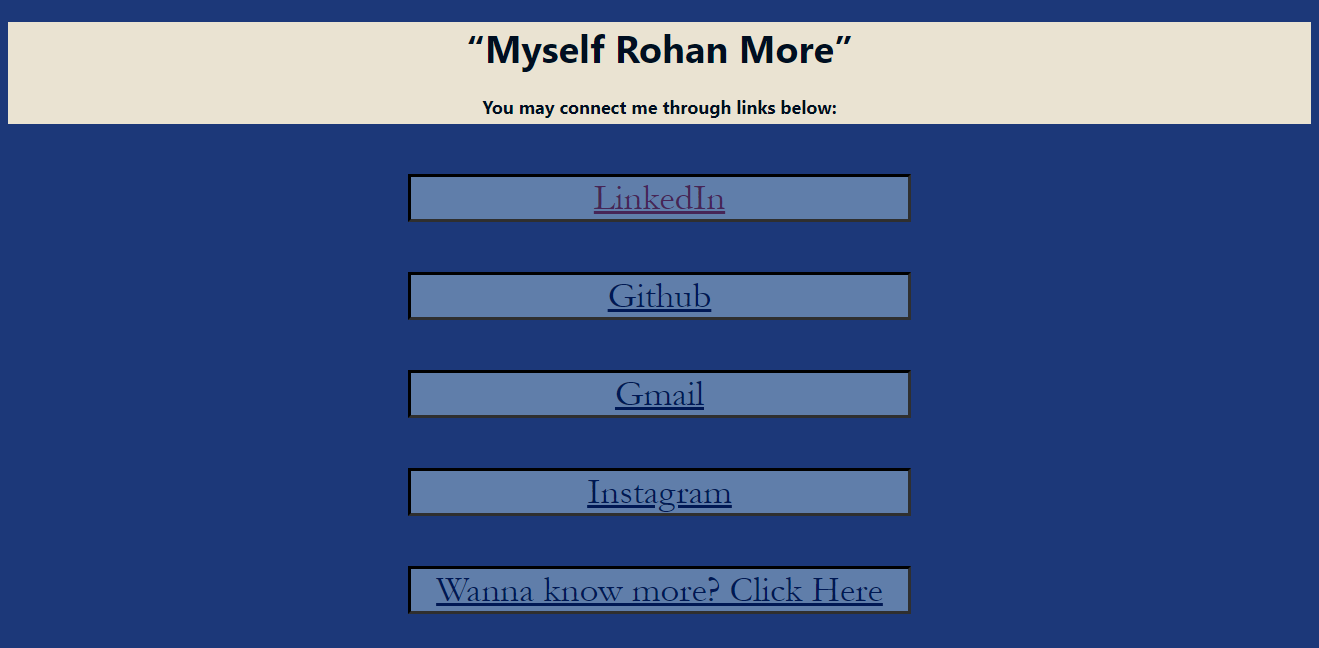 “Myself Rohan More”
You may connect me through links below:
LinkedIn
Github
Gmail
Instagram
Wanna know more? Click Here